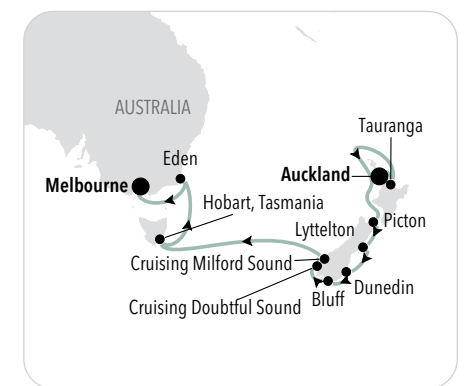 AUSTRALIA
Tauranga
Eden
Auckland
Melbourne
Hobart, Tasmania
Picton
Lyttelton
Cruising Milford Sound
Dunedin
Cruising Doubtful Sound
Bluff